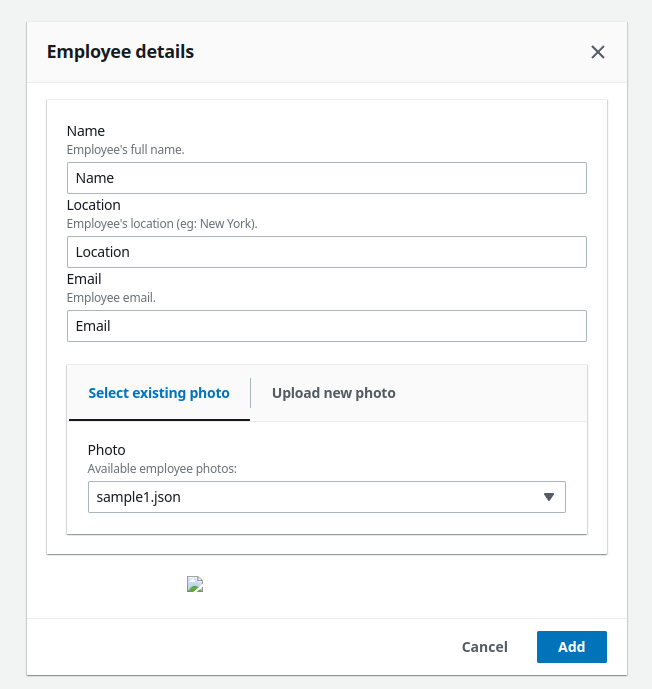 Employee details
Name
Employee's full name.
Name
Location
Employee's location (eg: New York).
Location
Email
Employee email.
Email
Select existing photo
Upload new photo
Photo
Available employee photos:
sample1.json
Cancel
Add